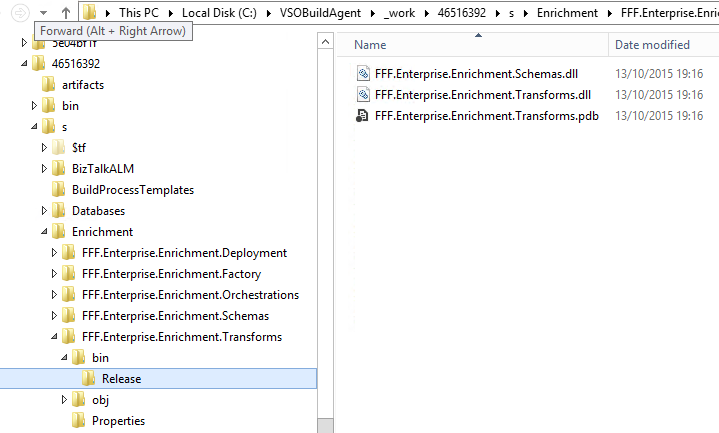 This PC Local Disk (C:) VSOBuildAgent _work 46516392 s Enrichment FFF.Enterprise.Enri
Forward (Alt + Right Arrow)
5e04bf1f
46516392
artifacts
bin
s
$tf
BizTalkALM
BuildProcessTemplates
Databases
Enrichment
FFF.Enterprise.Enrichment.Deployment
FFF.Enterprise.Enrichment.Factory
FFF.Enterprise.Enrichment.Orchestrations
FFF.Enterprise.Enrichment.Schemas
FFF.Enterprise.Enrichment.Transforms
bin
Release
obj
Properties
Name Date modified
FFF.Enterprise.Enrichment.Schemas.dll 13/10/2015 19:16
FFF.Enterprise.Enrichment.Transforms.dll 13/10/2015 19:16
FFF.Enterprise.Enrichment.Transforms.pdb 13/10/2015 19:16